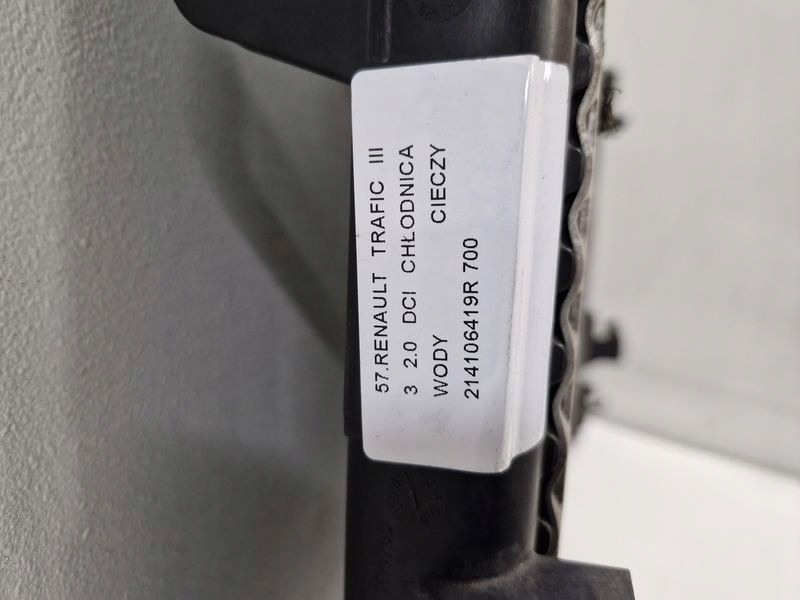 57.RENAULT TRAFIC III
3 2.0 DCI CHŁODNICA
WODY CIECZY
214106419R 700